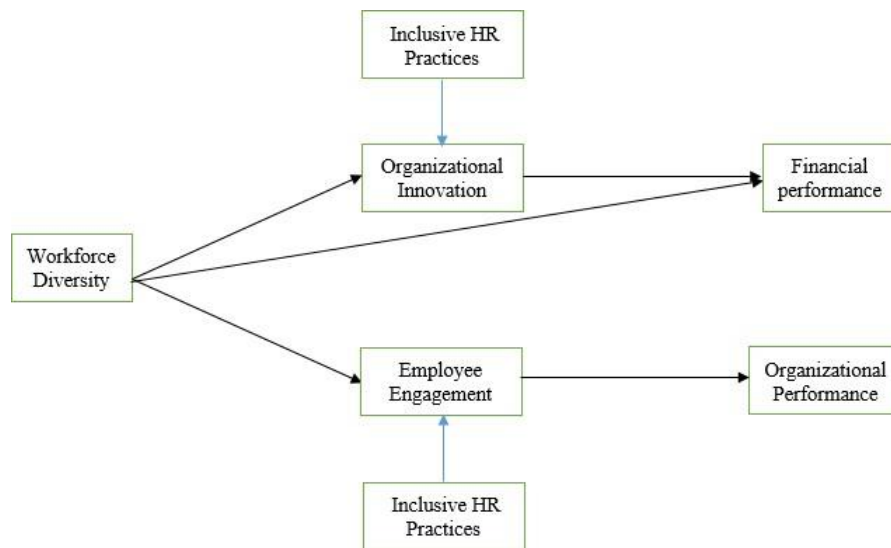 Inclusive HR
Practices
Organizational
Innovation
Financial
performance
Workforce
Diversity
Employee
Engagement
Organizational
Performance
Inclusive HR
Practices